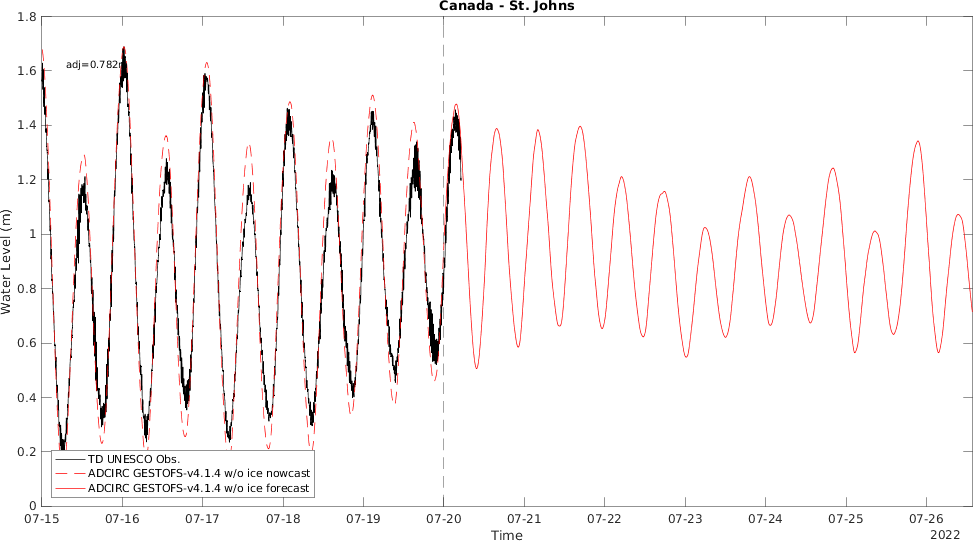 Canada - St. Johns
1.8
1.6
1.4
1.2
1
0.8
0.6
0.4
0.2
0
Water Level (m)
adj=0.782m
TD UNESCO Obs.
ADCIRC GESTOFS-v4.1.4 w/o ice nowcast
ADCIRC GESTOFS-v4.1.4 w/o ice forecast
07-15 07-16 07-17 07-18 07-19 07-20 07-21 07-22 07-23 07-24 07-25 07-26
2022
Time